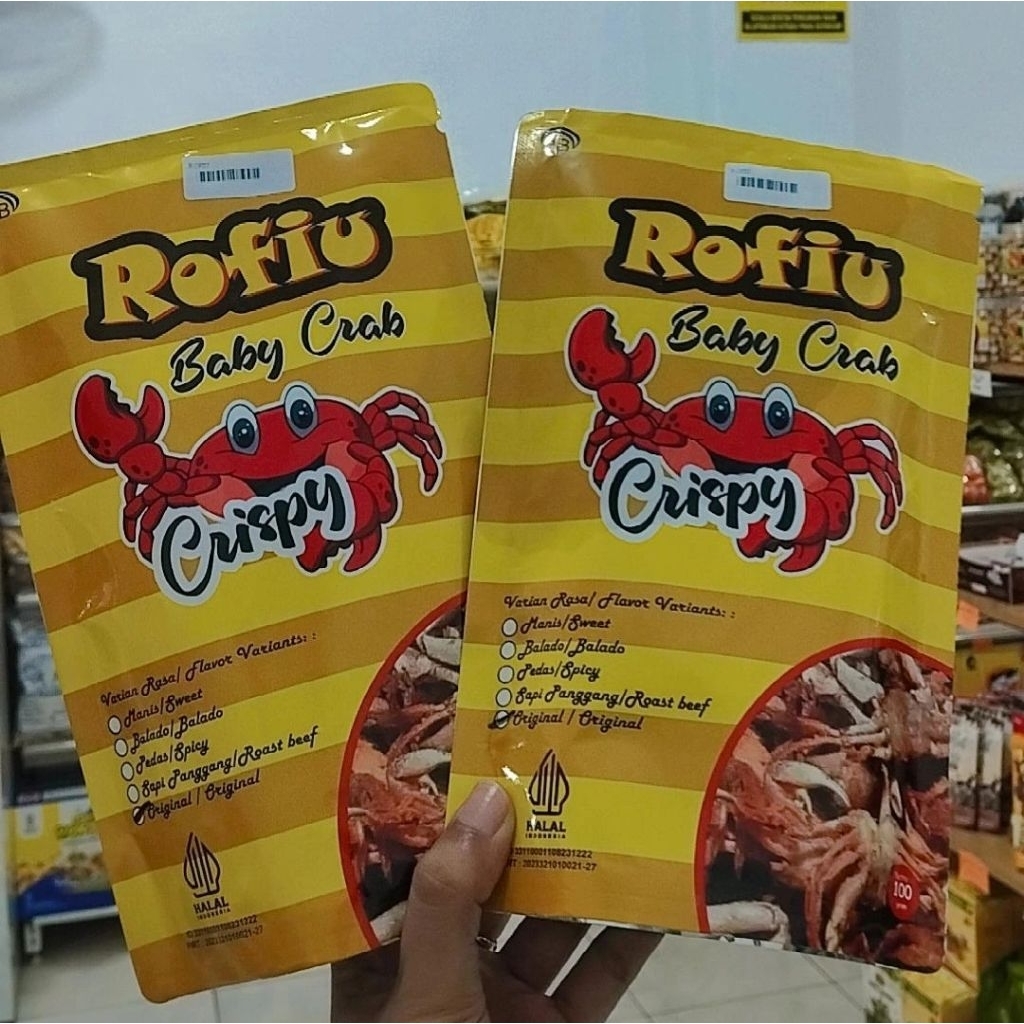 Rofiu
Baby Crab
Crispy
Varian Rasa/ Flavor Variants: :
Manis/Sweet
Balado/Balado
Pedas/Spicy
Sapi Panggang/Roast beef
Original / Original
HALAL
INDONESIA
Rofiu
Baby Crab
Crispy
Varian Rasa/ Flavor Variants: :
Manis/Sweet
Balado/Balado
Pedas/Spicy
Sapi Panggang/Roast beef
Original / Original
HALAL
INDONESIA
100